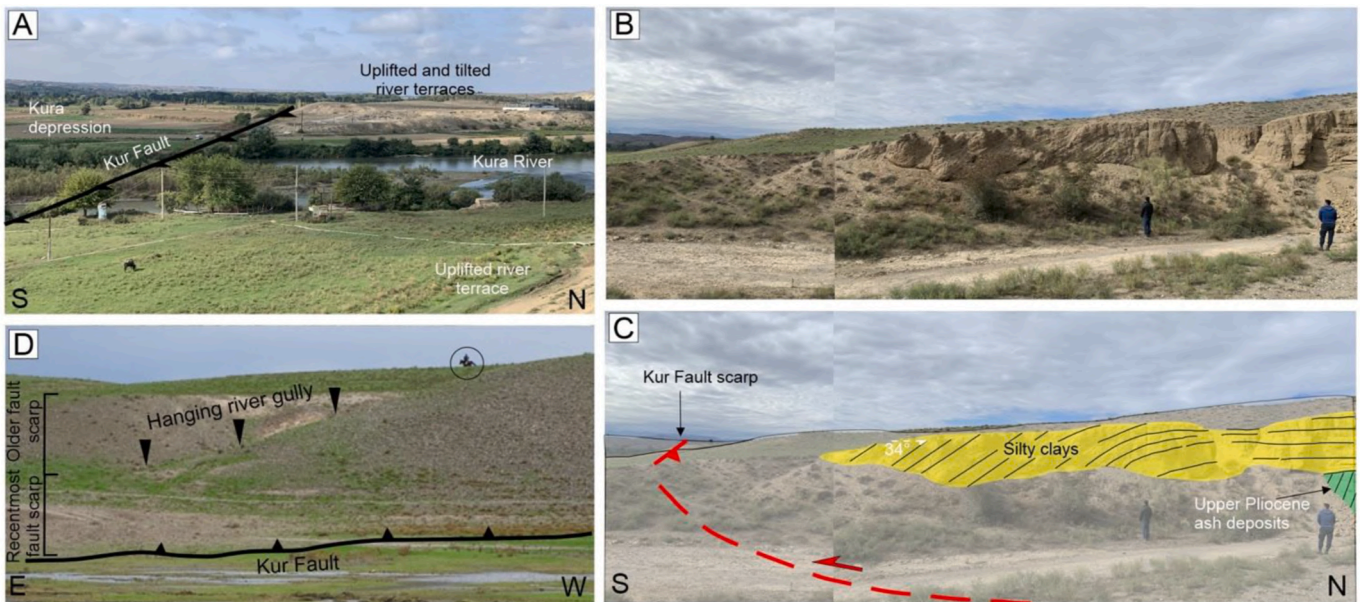 A
Uplifted and tilted
river terraces
Kura
depression
Kur Fault
Kura River
Uplifted river
terrace
S
N
B
D
Hanging river gully
Older fault
scarp
Recentmost
fault scarp
Kur Fault
E
W
C
Kur Fault scarp
34°
Silty clays
Upper Pliocene
ash deposits
S
N